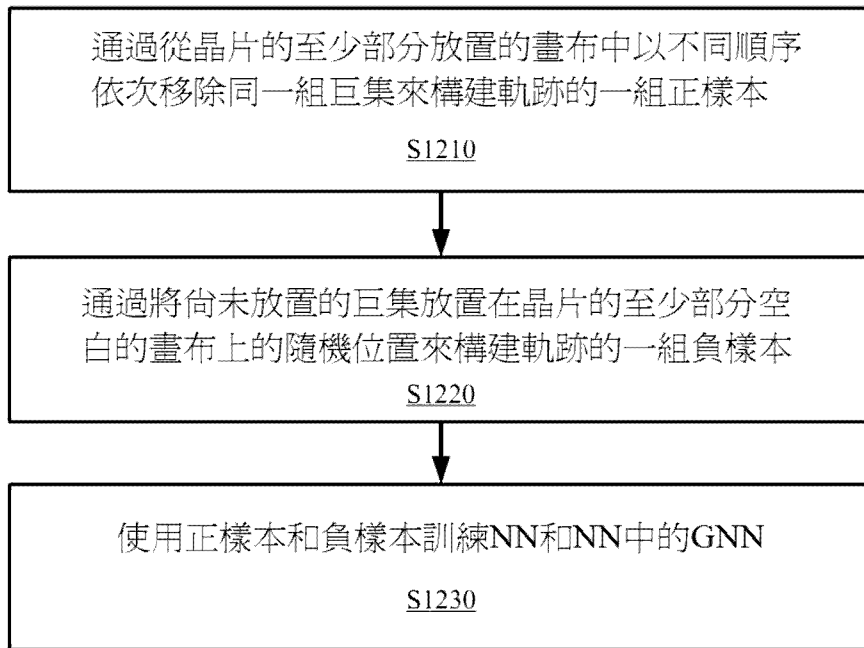 通過從晶片的至少部分放置的畫布中以不同順序
依次移除同一組巨集來構建軌跡的一組正樣本
S1210
通過將尚未放置的巨集放置在晶片的至少部分空
白的畫布上的隨機位置來構建軌跡的一組負樣本
S1220
使用正樣本和負樣本訓練NN和NN中的GNN
S1230